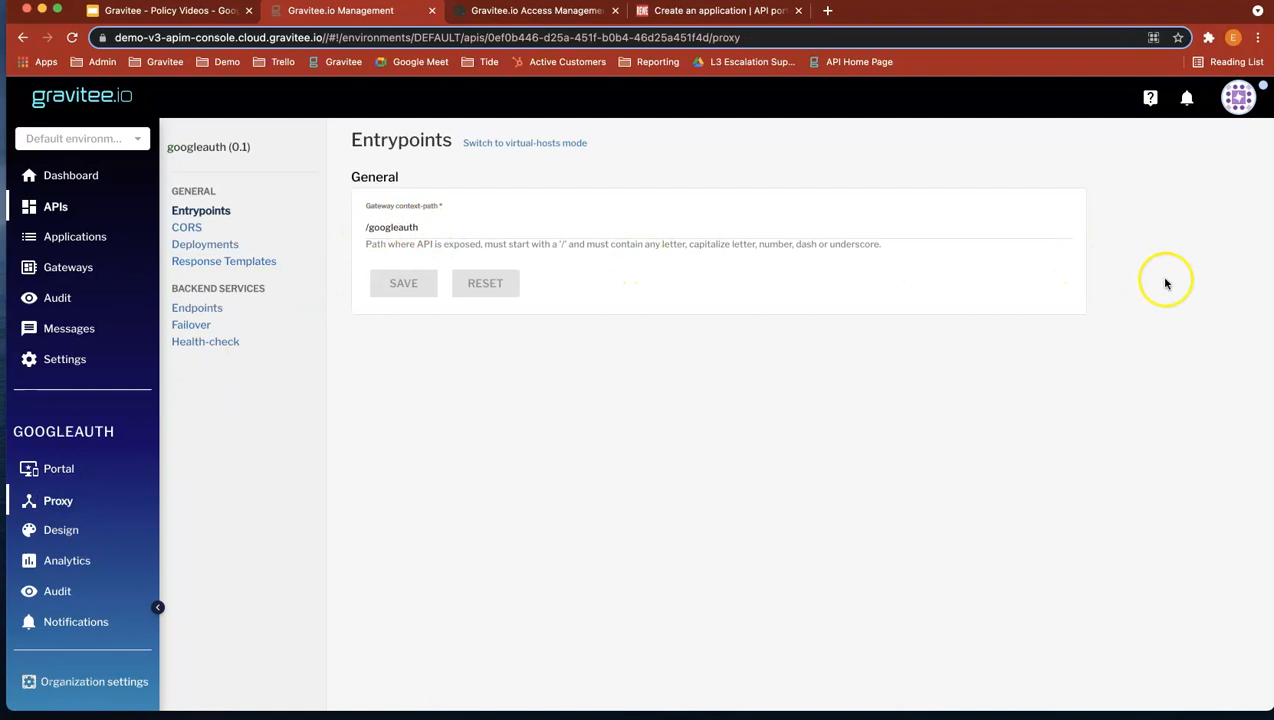 Gravitee - Policy Videos - Goo
Gravitee.io Management
Gravitee.io Access Management
Create an application | API por
demo-v3-apim-console.cloud.gravitee.io//#!/environments/DEFAULT/apis/0ef0b446-d25a-451f-b0b4-46d25a451f4d/proxy
E
Apps
Admin
Gravitee
Demo
Trello
Gravitee
Google Meet
Tide
Active Customers
Reporting
L3 Escalation Sup...
API Home Page
Reading List
gravitee.io
Default environm...
Dashboard
APIs
Applications
Gateways
Audit
Messages
Settings
GOOGLEAUTH
Portal
Proxy
Design
Analytics
Audit
Notifications
Organization settings
googleauth (0.1)
GENERAL
Entrypoints
CORS
Deployments
Response Templates
BACKEND SERVICES
Endpoints
Failover
Health-check
Entrypoints
Switch to virtual-hosts mode
General
Gateway context-path *
/googleauth
Path where API is exposed, must start with a '/' and must contain any letter, capitalize letter, number, dash or underscore.
SAVE
RESET